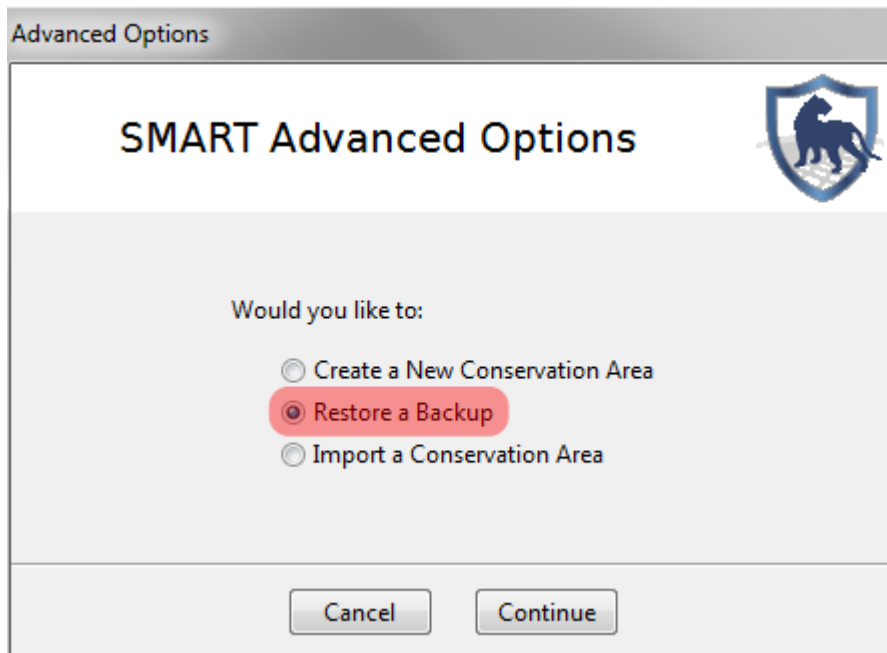 Advanced Options
SMART Advanced Options
Would you like to:
Create a New Conservation Area
Restore a Backup
Import a Conservation Area
Cancel
Continue